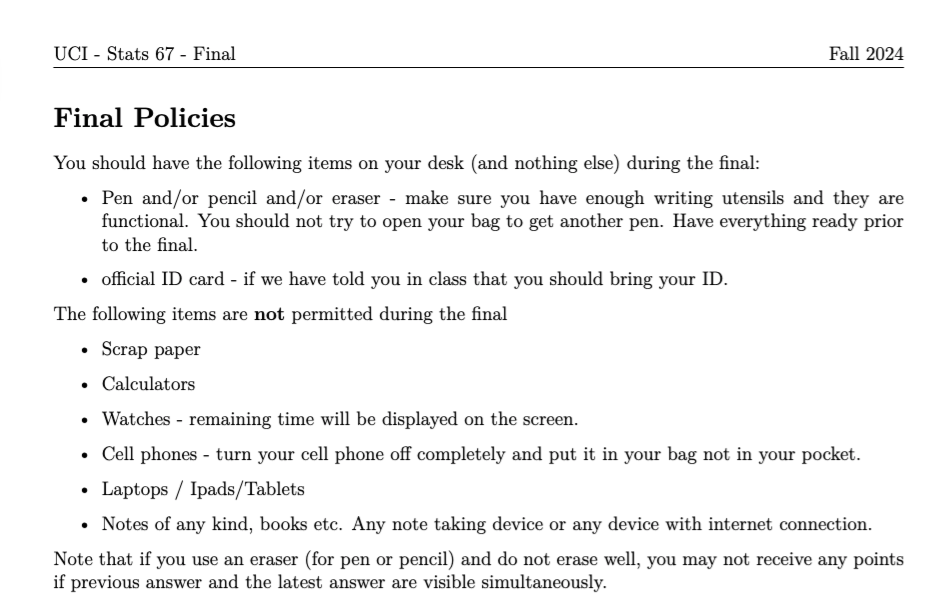 UCI - Stats 67 - Final Fall 2024
Final Policies
You should have the following items on your desk (and nothing else) during the final:
• Pen and/or pencil and/or eraser - make sure you have enough writing utensils and they are
functional. You should not try to open your bag to get another pen. Have everything ready prior
to the final.
• official ID card - if we have told you in class that you should bring your ID.
The following items are not permitted during the final
• Scrap paper
• Calculators
• Watches - remaining time will be displayed on the screen.
• Cell phones - turn your cell phone off completely and put it in your bag not in your pocket.
• Laptops / Ipads/Tablets
• Notes of any kind, books etc. Any note taking device or any device with internet connection.
Note that if you use an eraser (for pen or pencil) and do not erase well, you may not receive any points
if previous answer and the latest answer are visible simultaneously.